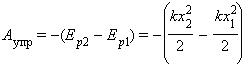 A_упр = −(E_p2 − E_p1) = −(kx_2^2/2 − kx_1^2/2)